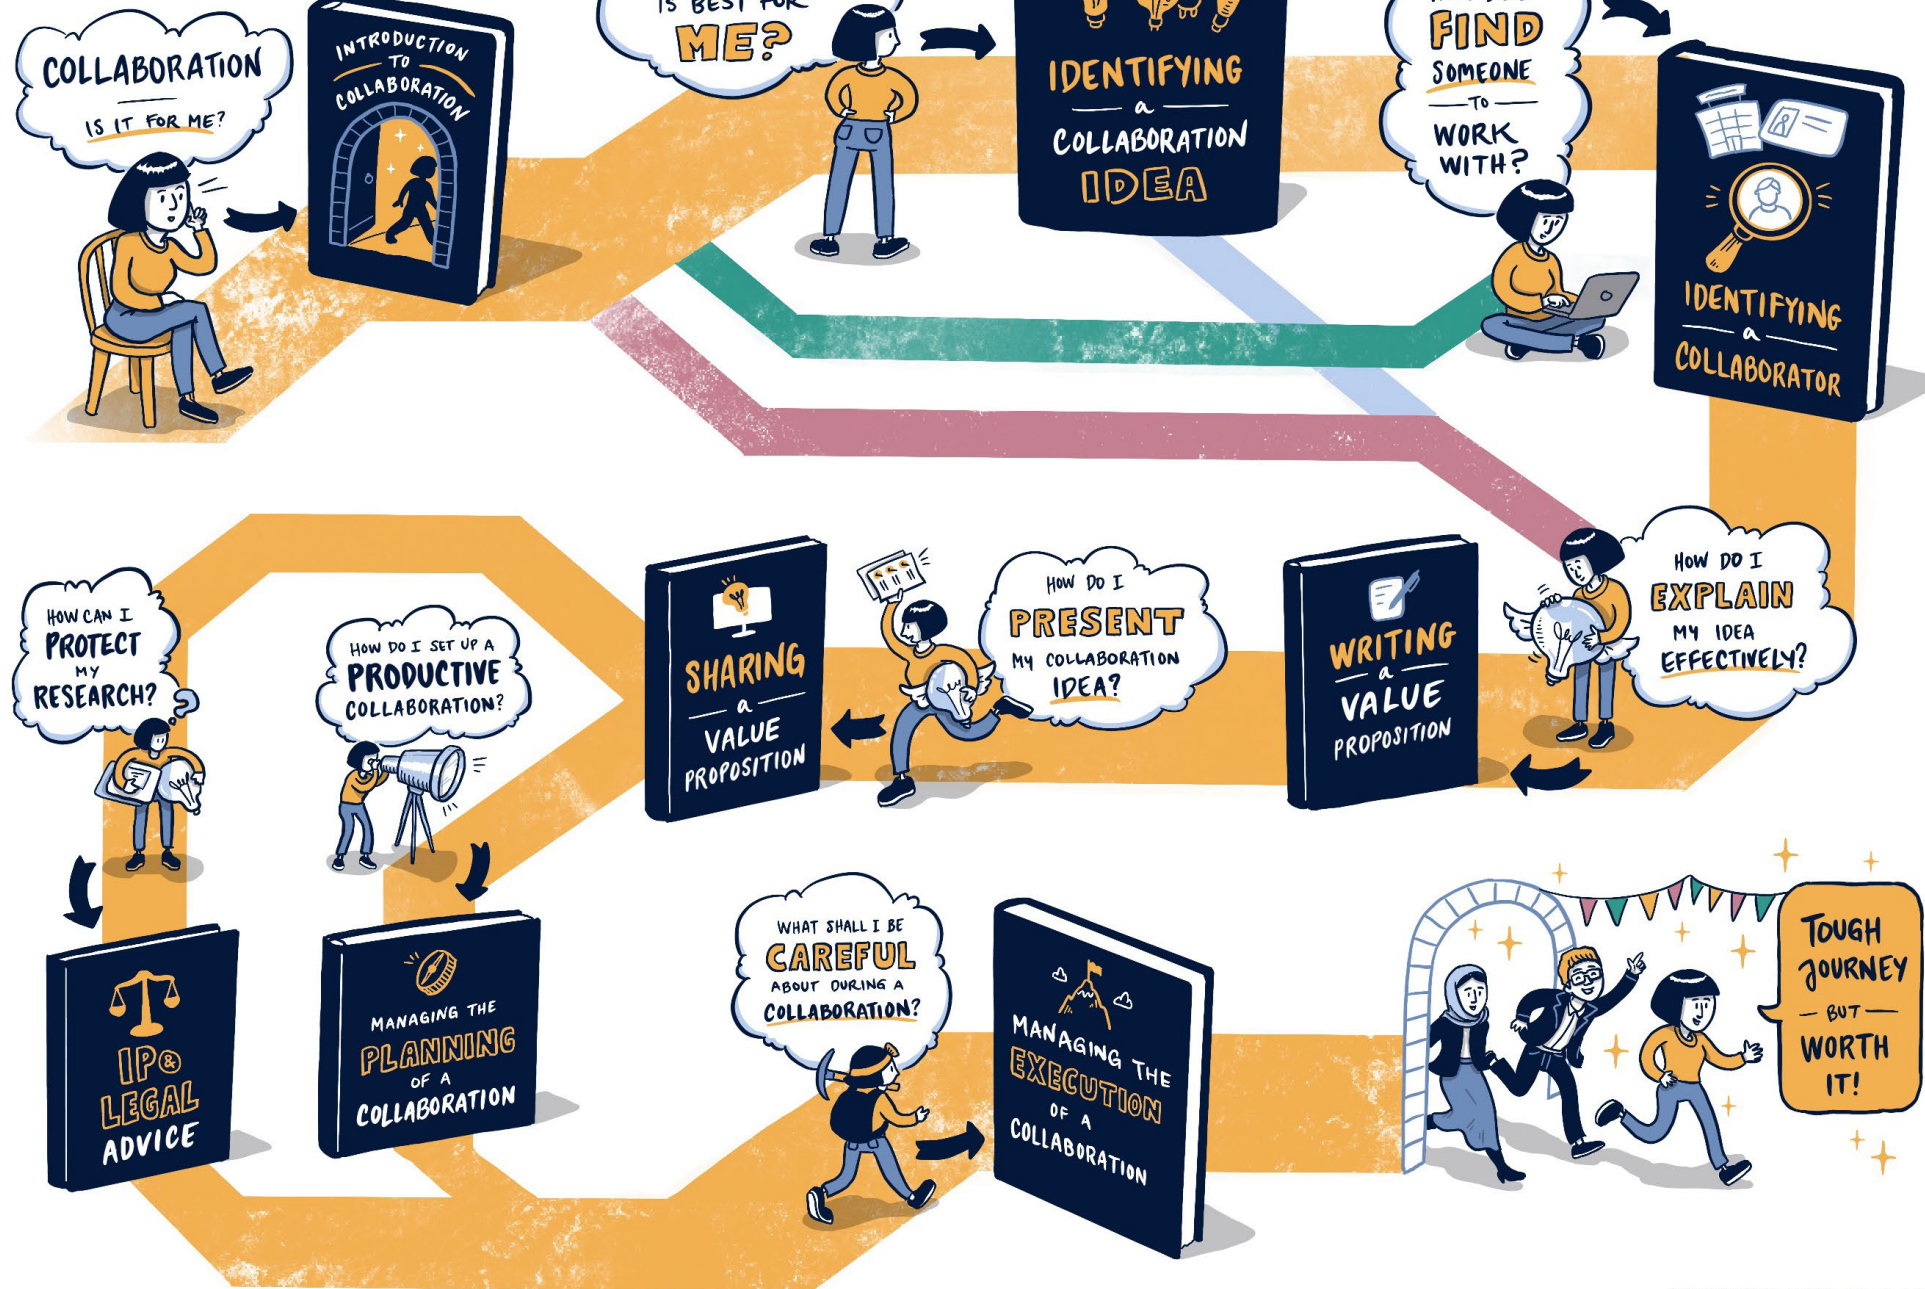 COLLABORATION
IS IT FOR ME?
INTRODUCTION
TO
COLLABORATION
IS BEST FOR
ME?
IDENTIFYING
a
COLLABORATION
IDEA
FIND
SOMEONE
TO
WORK
WITH?
IDENTIFYING
a
COLLABORATOR
HOW DO I
EXPLAIN
MY IDEA
EFFECTIVELY?
WRITING
a
VALUE
PROPOSITION
HOW DO I
PRESENT
MY COLLABORATION
IDEA?
SHARING
a
VALUE
PROPOSITION
HOW CAN I
PROTECT
MY
RESEARCH?
?
HOW DO I SET UP A
PRODUCTIVE
COLLABORATION?
IP&
LEGAL
ADVICE
MANAGING THE
PLANNING
OF A
COLLABORATION
WHAT SHALL I BE
CAREFUL
ABOUT DURING A
COLLABORATION?
MANAGING THE
EXECUTION
OF A
COLLABORATION
TOUGH
JOURNEY
BUT
WORTH
IT!